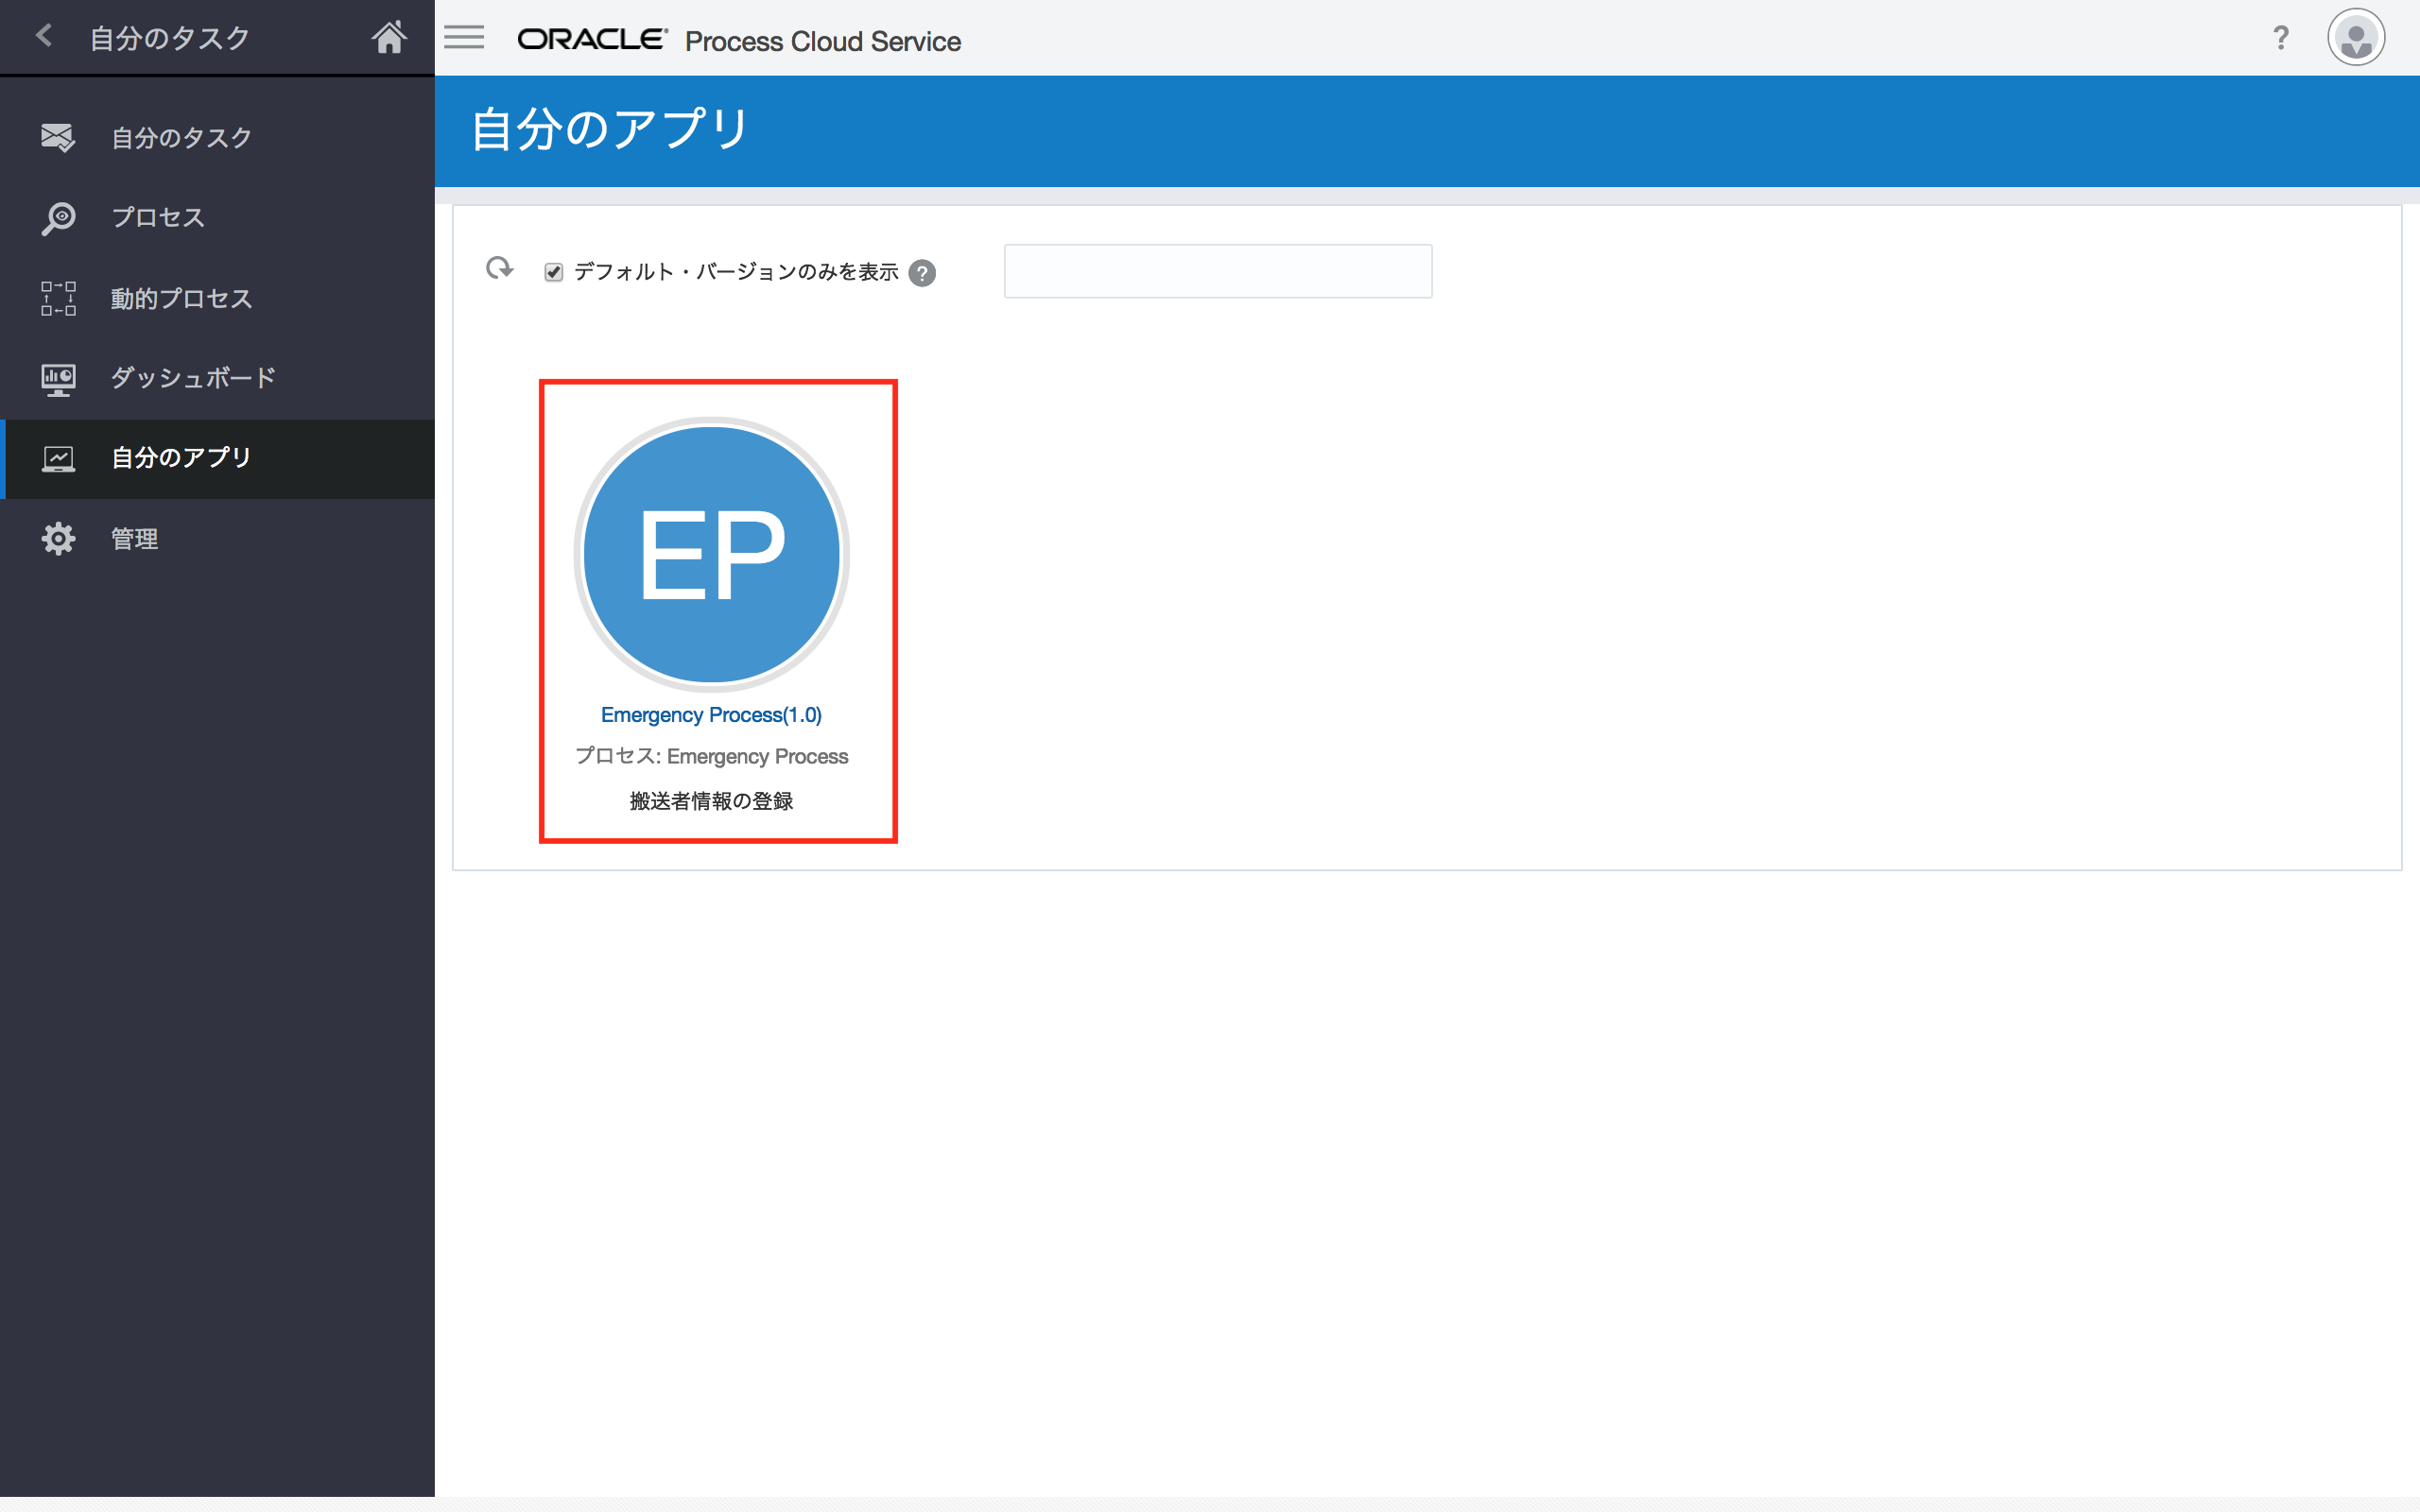 自分のタスク
ORACLE® Process Cloud Service
?
自分のタスク
プロセス
動的プロセス
ダッシュボード
自分のアプリ
管理
自分のアプリ
デフォルト・バージョンのみを表示 ?
EP
Emergency Process(1.0)
プロセス: Emergency Process
搬送者情報の登録